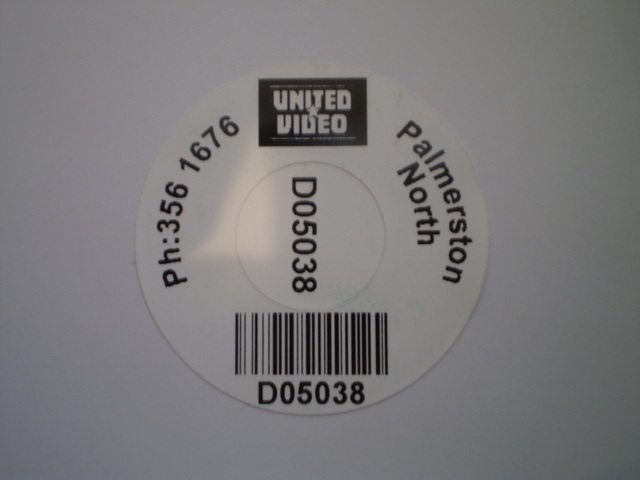 UNITED
VIDEO
Ph:356 1676
Palmerston
North
D05038
D05038